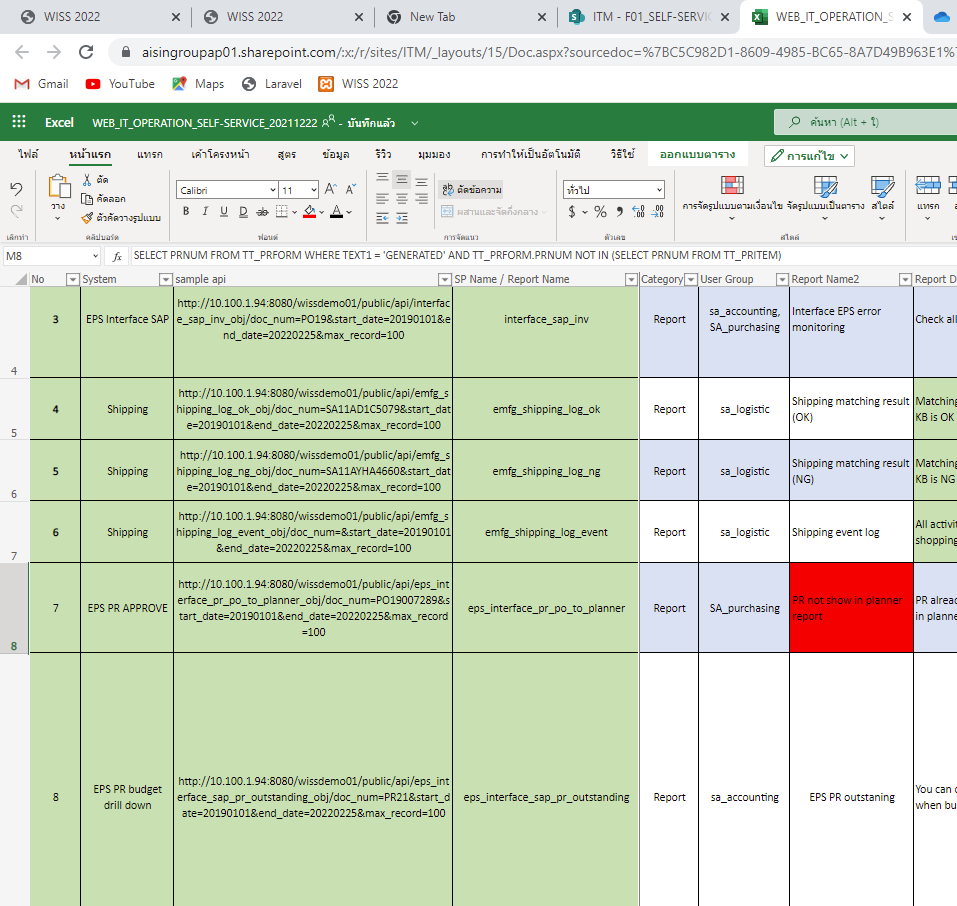 WISS 2022
WISS 2022
New Tab
ITM - F01_SELF-SERVIC
WEB_IT_OPERATION_S
aisingroupap01.sharepoint.com/:x:/r/sites/ITM/_layouts/15/Doc.aspx?sourcedoc=%7BC5C982D1-8609-4985-BC65-8A7D49B963E1%
Gmail
YouTube
Maps
Laravel
WISS 2022
Excel
WEB_IT_OPERATION_SELF-SERVICE_20211222 - บันทึกแล้ว
ค้นหา (Alt + ใ)
ไฟล์ หน้าแรก แทรก เค้าโครงหน้า สูตร ข้อมูล รีวิว มุมมอง การทำให้เป็นอัตโนมัติ วิธีใช้ ออกแบบตาราง การแก้ไข
วาง
ตัด
คัดลอก
ตัวคัดวางรูปแบบ
Calibri 11
B I U D ab
ab ตัดข้อความ
ผสานและจัดกึ่งกลาง
ทั่วไป
$ %
การจัดรูปแบบตามเงื่อนไข จัดรูปแบบเป็นตาราง สไตล์ แทรก
เลิกทำ คลิปบอร์ด ฟอนต์ การจัดแนว ตัวเลข สไตล์
M8 fx SELECT PRNUM FROM TT_PRFORM WHERE TEXT1 = 'GENERATED' AND TT_PRFORM.PRNUM NOT IN (SELECT PRNUM FROM TT_PRITEM)
No System sample api SP Name / Report Name Category User Group Report Name2 Report D
4
3
EPS Interface SAP
http://10.100.1.94:8080/wissdemo01/public/api/interfac
e_sap_inv_obj/doc_num=PO19&start_date=20190101&e
nd_date=20220225&max_record=100
interface_sap_inv
Report
sa_accounting,
SA_purchasing
Interface EPS error
monitoring
Check all
5
4
Shipping
http://10.100.1.94:8080/wissdemo01/public/api/emfg_s
hipping_log_ok_obj/doc_num=SA11AD1C5079&start_dat
e=20190101&end_date=20220225&max_record=100
emfg_shipping_log_ok
Report
sa_logistic
Shipping matching result
(OK)
Matching
KB is OK
6
5
Shipping
http://10.100.1.94:8080/wissdemo01/public/api/emfg_s
hipping_log_ng_obj/doc_num=SA11AYHA4660&start_dat
e=20190101&end_date=20220225&max_record=100
emfg_shipping_log_ng
Report
sa_logistic
Shipping matching result
(NG)
Matching
KB is NG
7
6
Shipping
http://10.100.1.94:8080/wissdemo01/public/api/emfg_s
hipping_log_event_obj/doc_num=&start_date=20190101
&end_date=20220225&max_record=100
emfg_shipping_log_event
Report
sa_logistic
Shipping event log
All activit
shopping
8
7
EPS PR APPROVE
http://10.100.1.94:8080/wissdemo01/public/api/eps_int
erface_pr_po_to_planner_obj/doc_num=PO19007289&s
tart_date=20190101&end_date=20220225&max_record
=100
eps_interface_pr_po_to_planner
Report
SA_purchasing
PR not show in planner
report
PR alread
in planne
8
EPS PR budget
drill down
http://10.100.1.94:8080/wissdemo01/public/api/eps_int
erface_sap_pr_outstanding_obj/doc_num=PR21&start_d
ate=20190101&end_date=20220225&max_record=100
eps_interface_sap_pr_outstanding
Report
sa_accounting
EPS PR outstaning
You can c
when bu